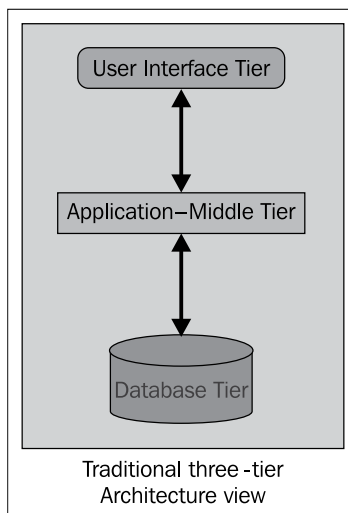 User Interface Tier
Application–Middle Tier
Database Tier
Traditional three-tier
Architecture view